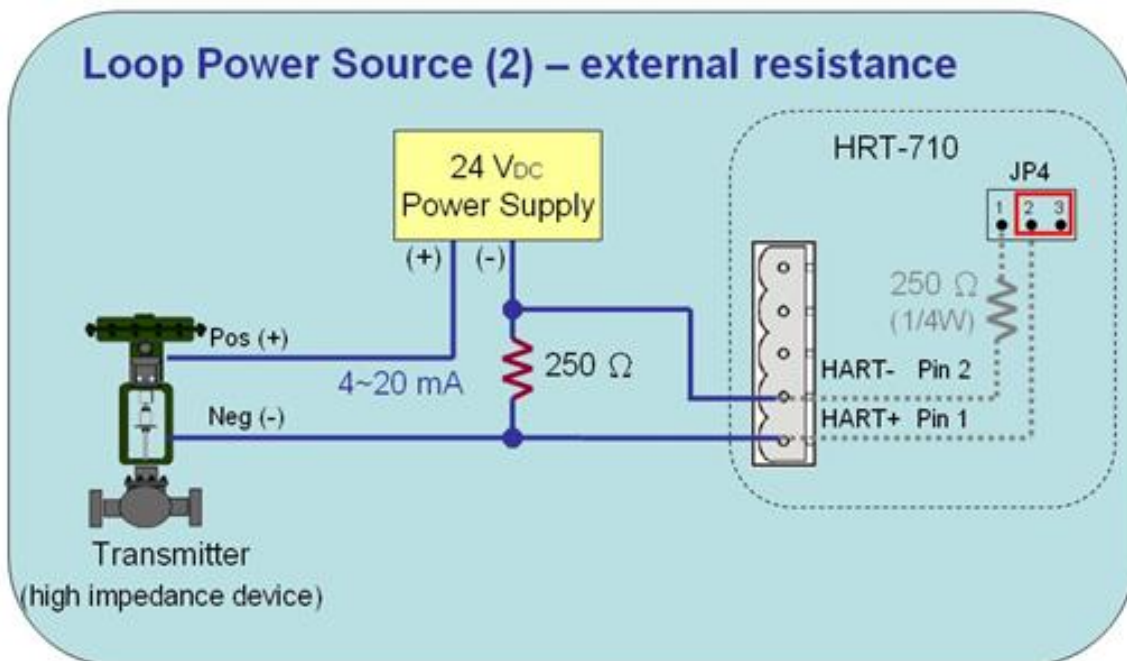 Loop Power Source (2) – external resistance
HRT-710
JP4
1 2 3
24 VDC
Power Supply
(+) (-)
250 Ω
(1/4W)
Pos (+)
4~20 mA
250 Ω
HART- Pin 2
Neg (-)
HART+ Pin 1
Transmitter
(high impedance device)